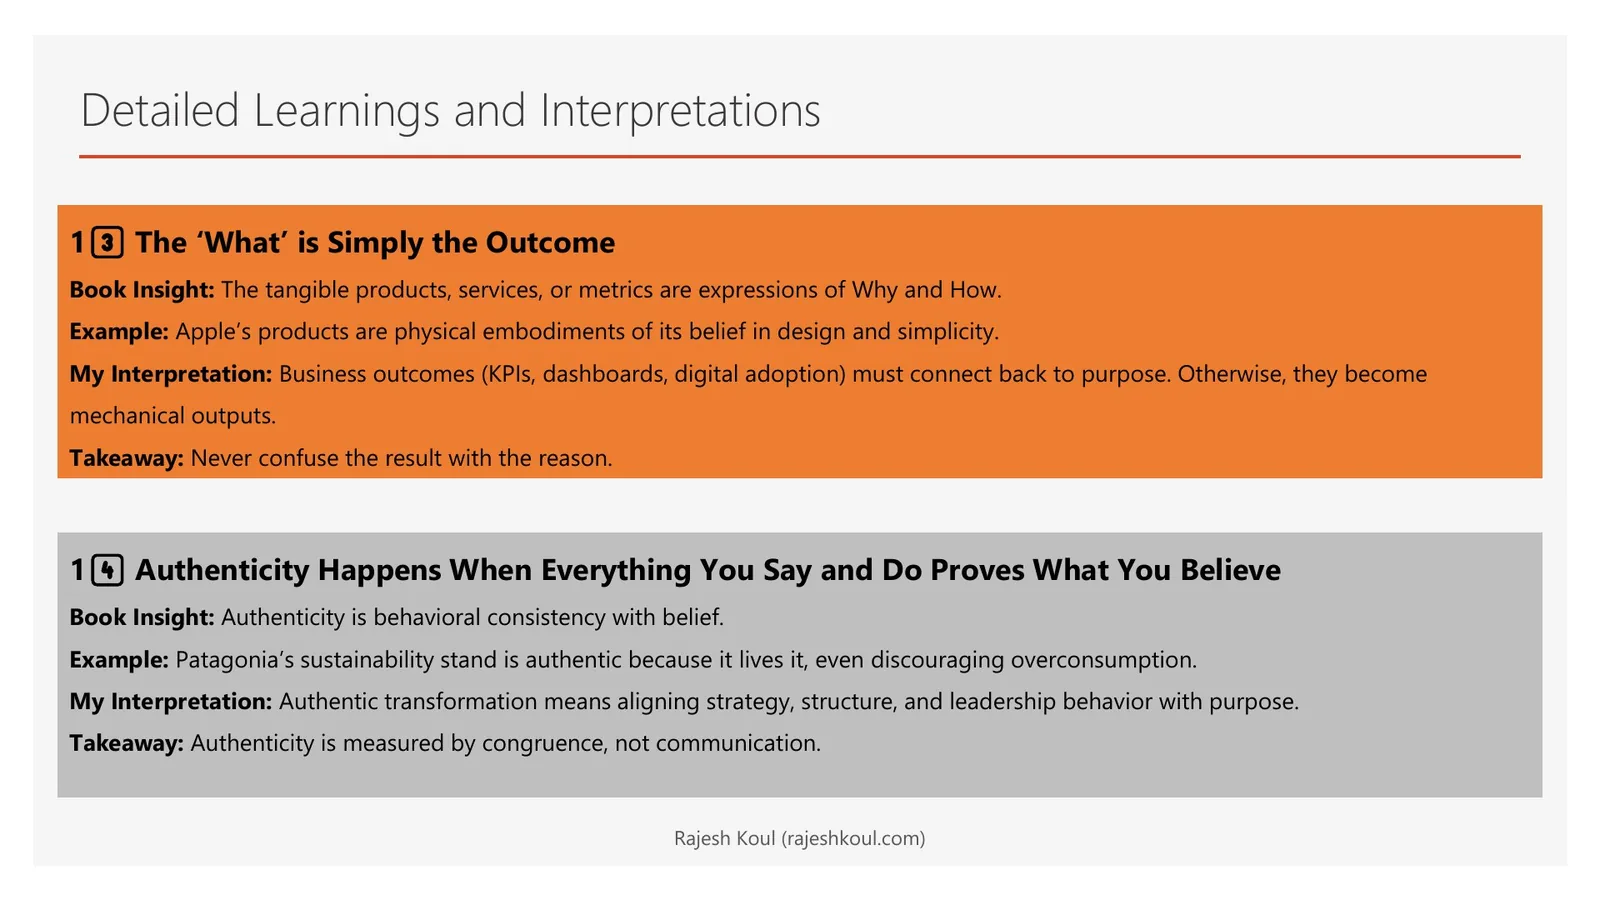 Detailed Learnings and Interpretations
13️⃣ The ‘What’ is Simply the Outcome
Book Insight: The tangible products, services, or metrics are expressions of Why and How.
Example: Apple’s products are physical embodiments of its belief in design and simplicity.
My Interpretation: Business outcomes (KPIs, dashboards, digital adoption) must connect back to purpose. Otherwise, they become
mechanical outputs.
Takeaway: Never confuse the result with the reason.
14️⃣ Authenticity Happens When Everything You Say and Do Proves What You Believe
Book Insight: Authenticity is behavioral consistency with belief.
Example: Patagonia’s sustainability stand is authentic because it lives it, even discouraging overconsumption.
My Interpretation: Authentic transformation means aligning strategy, structure, and leadership behavior with purpose.
Takeaway: Authenticity is measured by congruence, not communication.
Rajesh Koul (rajeshkoul.com)